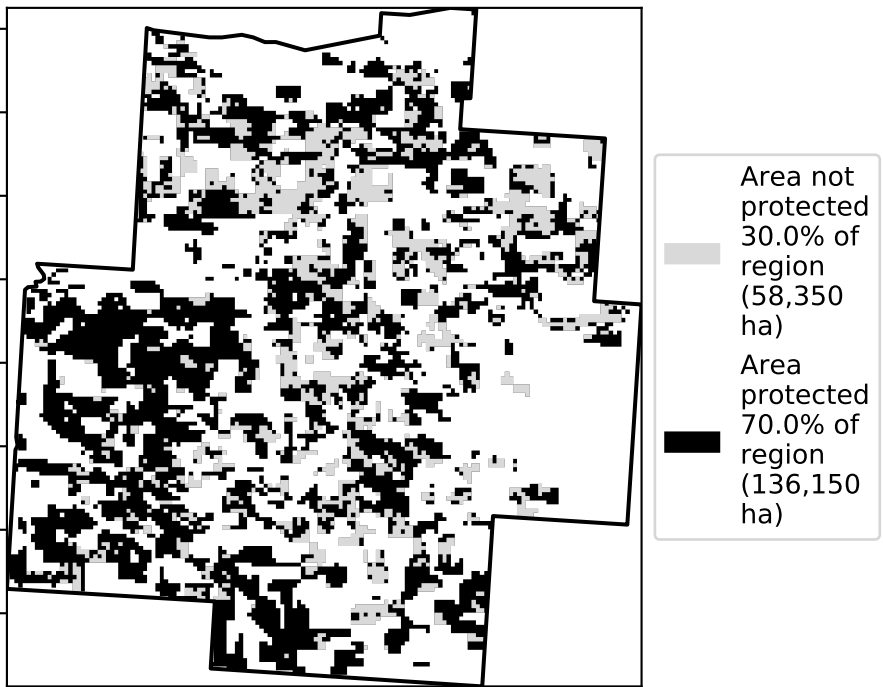 Area not
protected
30.0% of
region
(58,350
ha)
Area
protected
70.0% of
region
(136,150
ha)